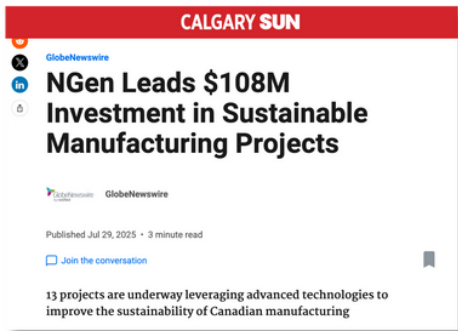 CALGARY SUN
GlobeNewswire
NGen Leads $108M
Investment in Sustainable
Manufacturing Projects
GlobeNewswire GlobeNewswire
Published Jul 29, 2025 • 3 minute read
Join the conversation
13 projects are underway leveraging advanced technologies to
improve the sustainability of Canadian manufacturing